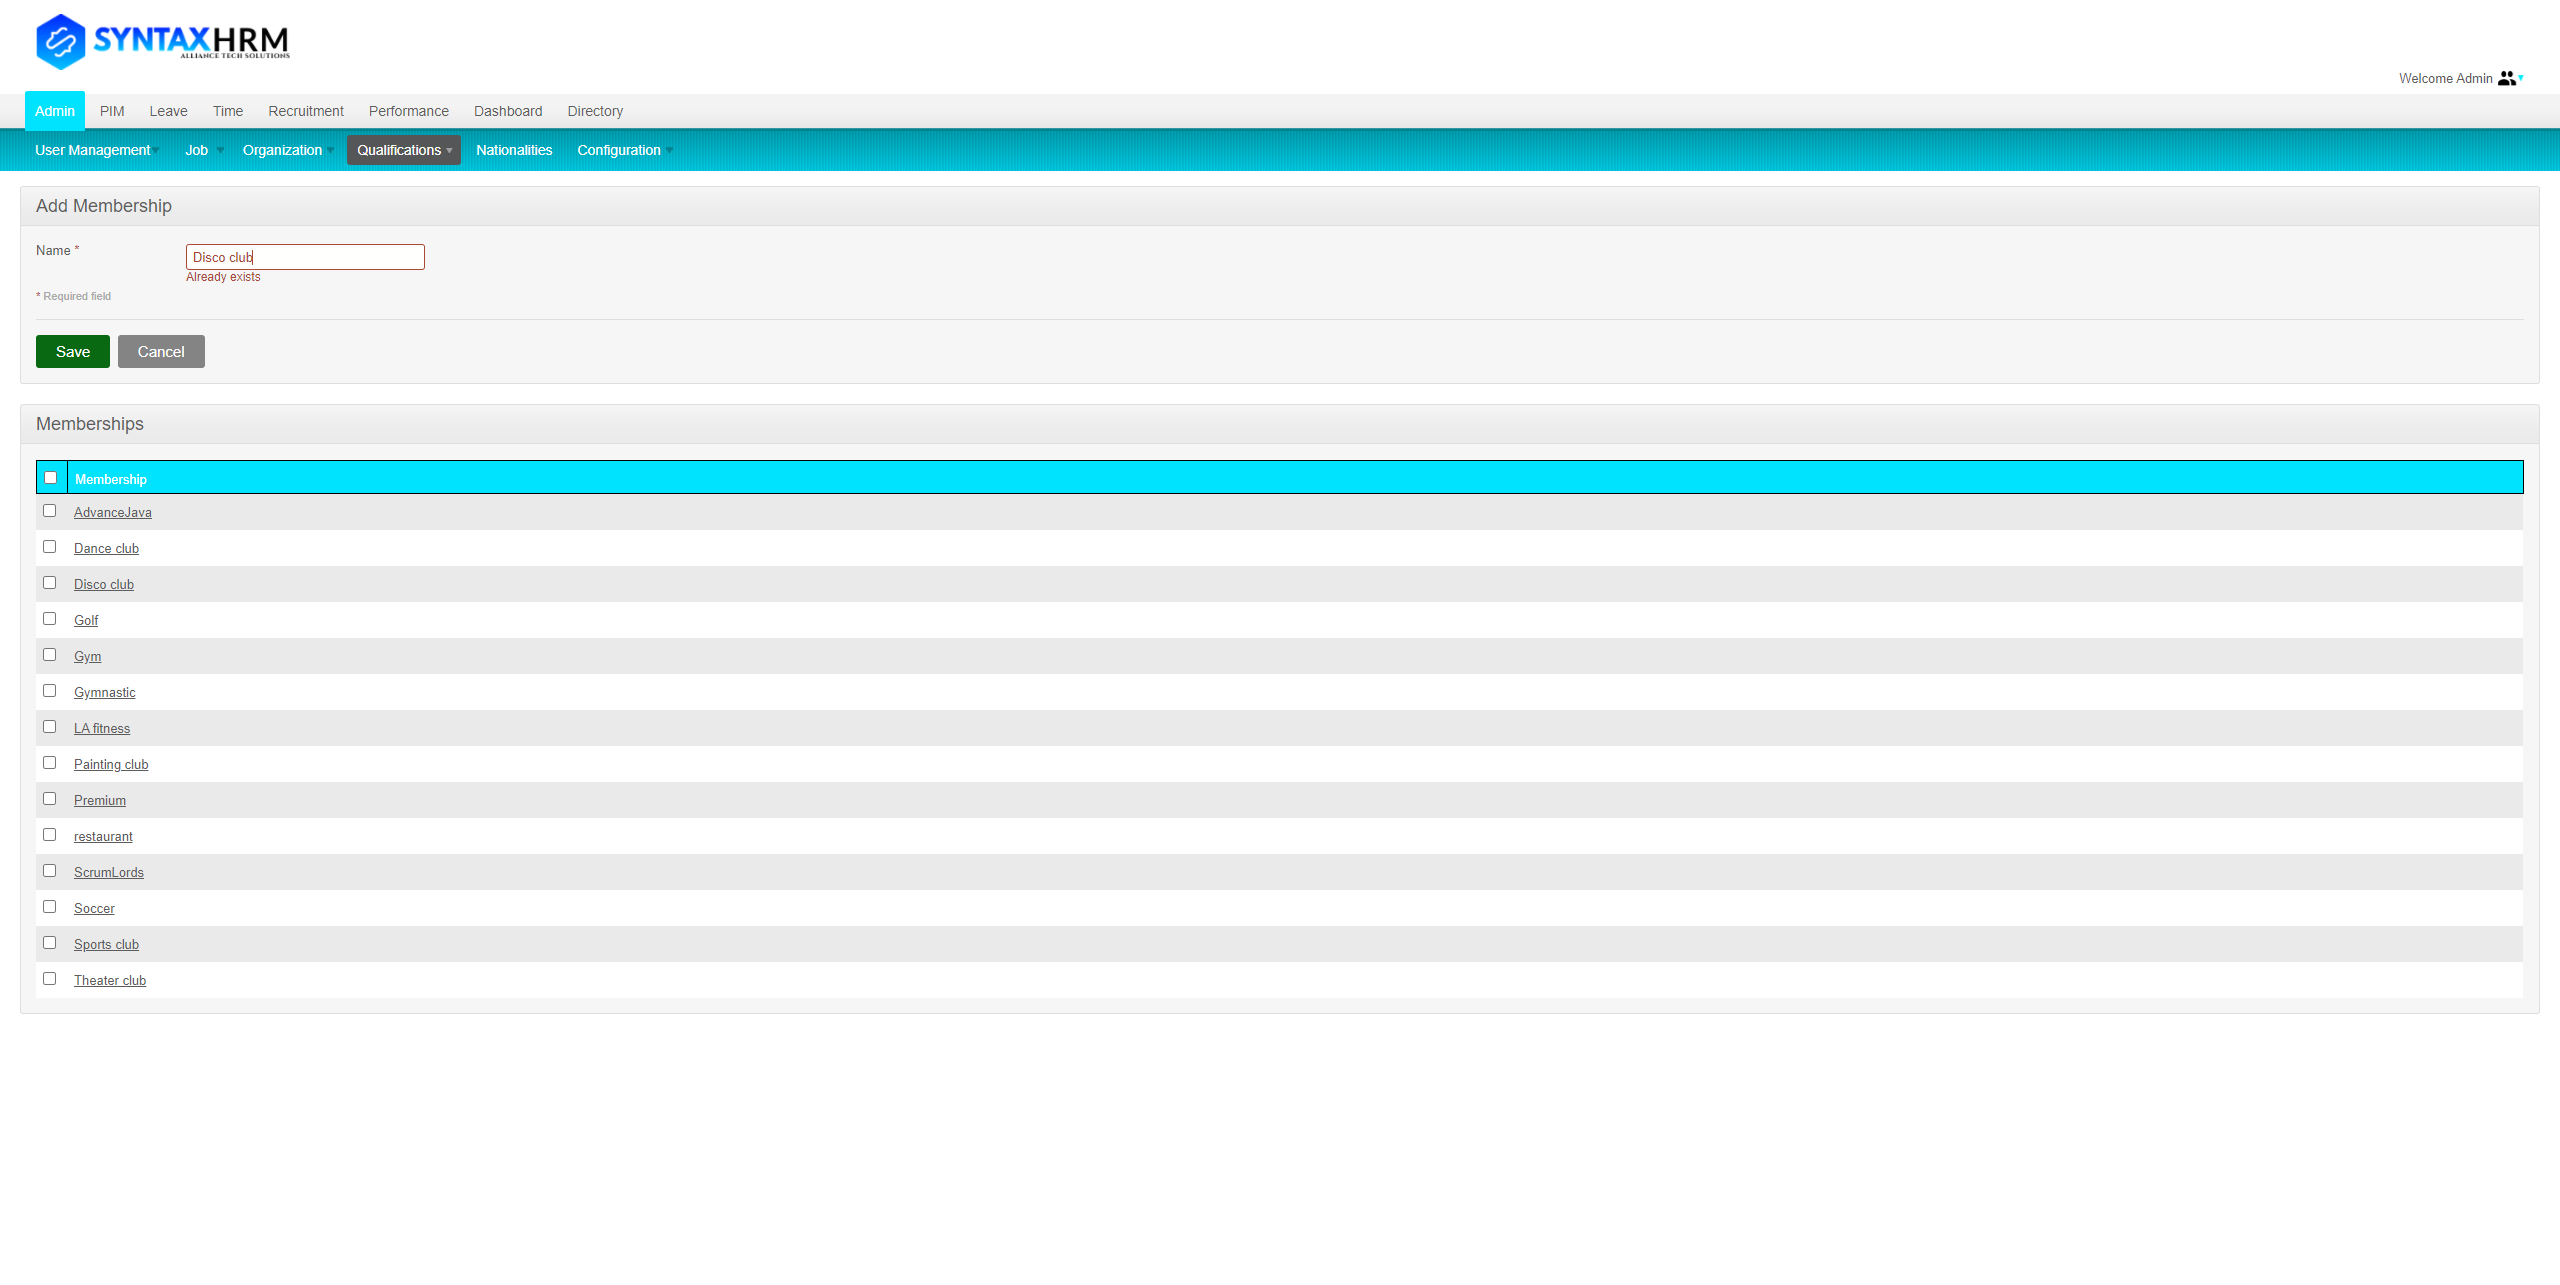 SYNTAXHRM
ALLIANCE TECH SOLUTIONS
Welcome Admin
Admin PIM Leave Time Recruitment Performance Dashboard Directory
User Management Job Organization Qualifications Nationalities Configuration
Add Membership
Name *
Disco club
Already exists
* Required field
Save Cancel
Memberships
Membership
AdvanceJava
Dance club
Disco club
Golf
Gym
Gymnastic
LA fitness
Painting club
Premium
restaurant
ScrumLords
Soccer
Sports club
Theater club